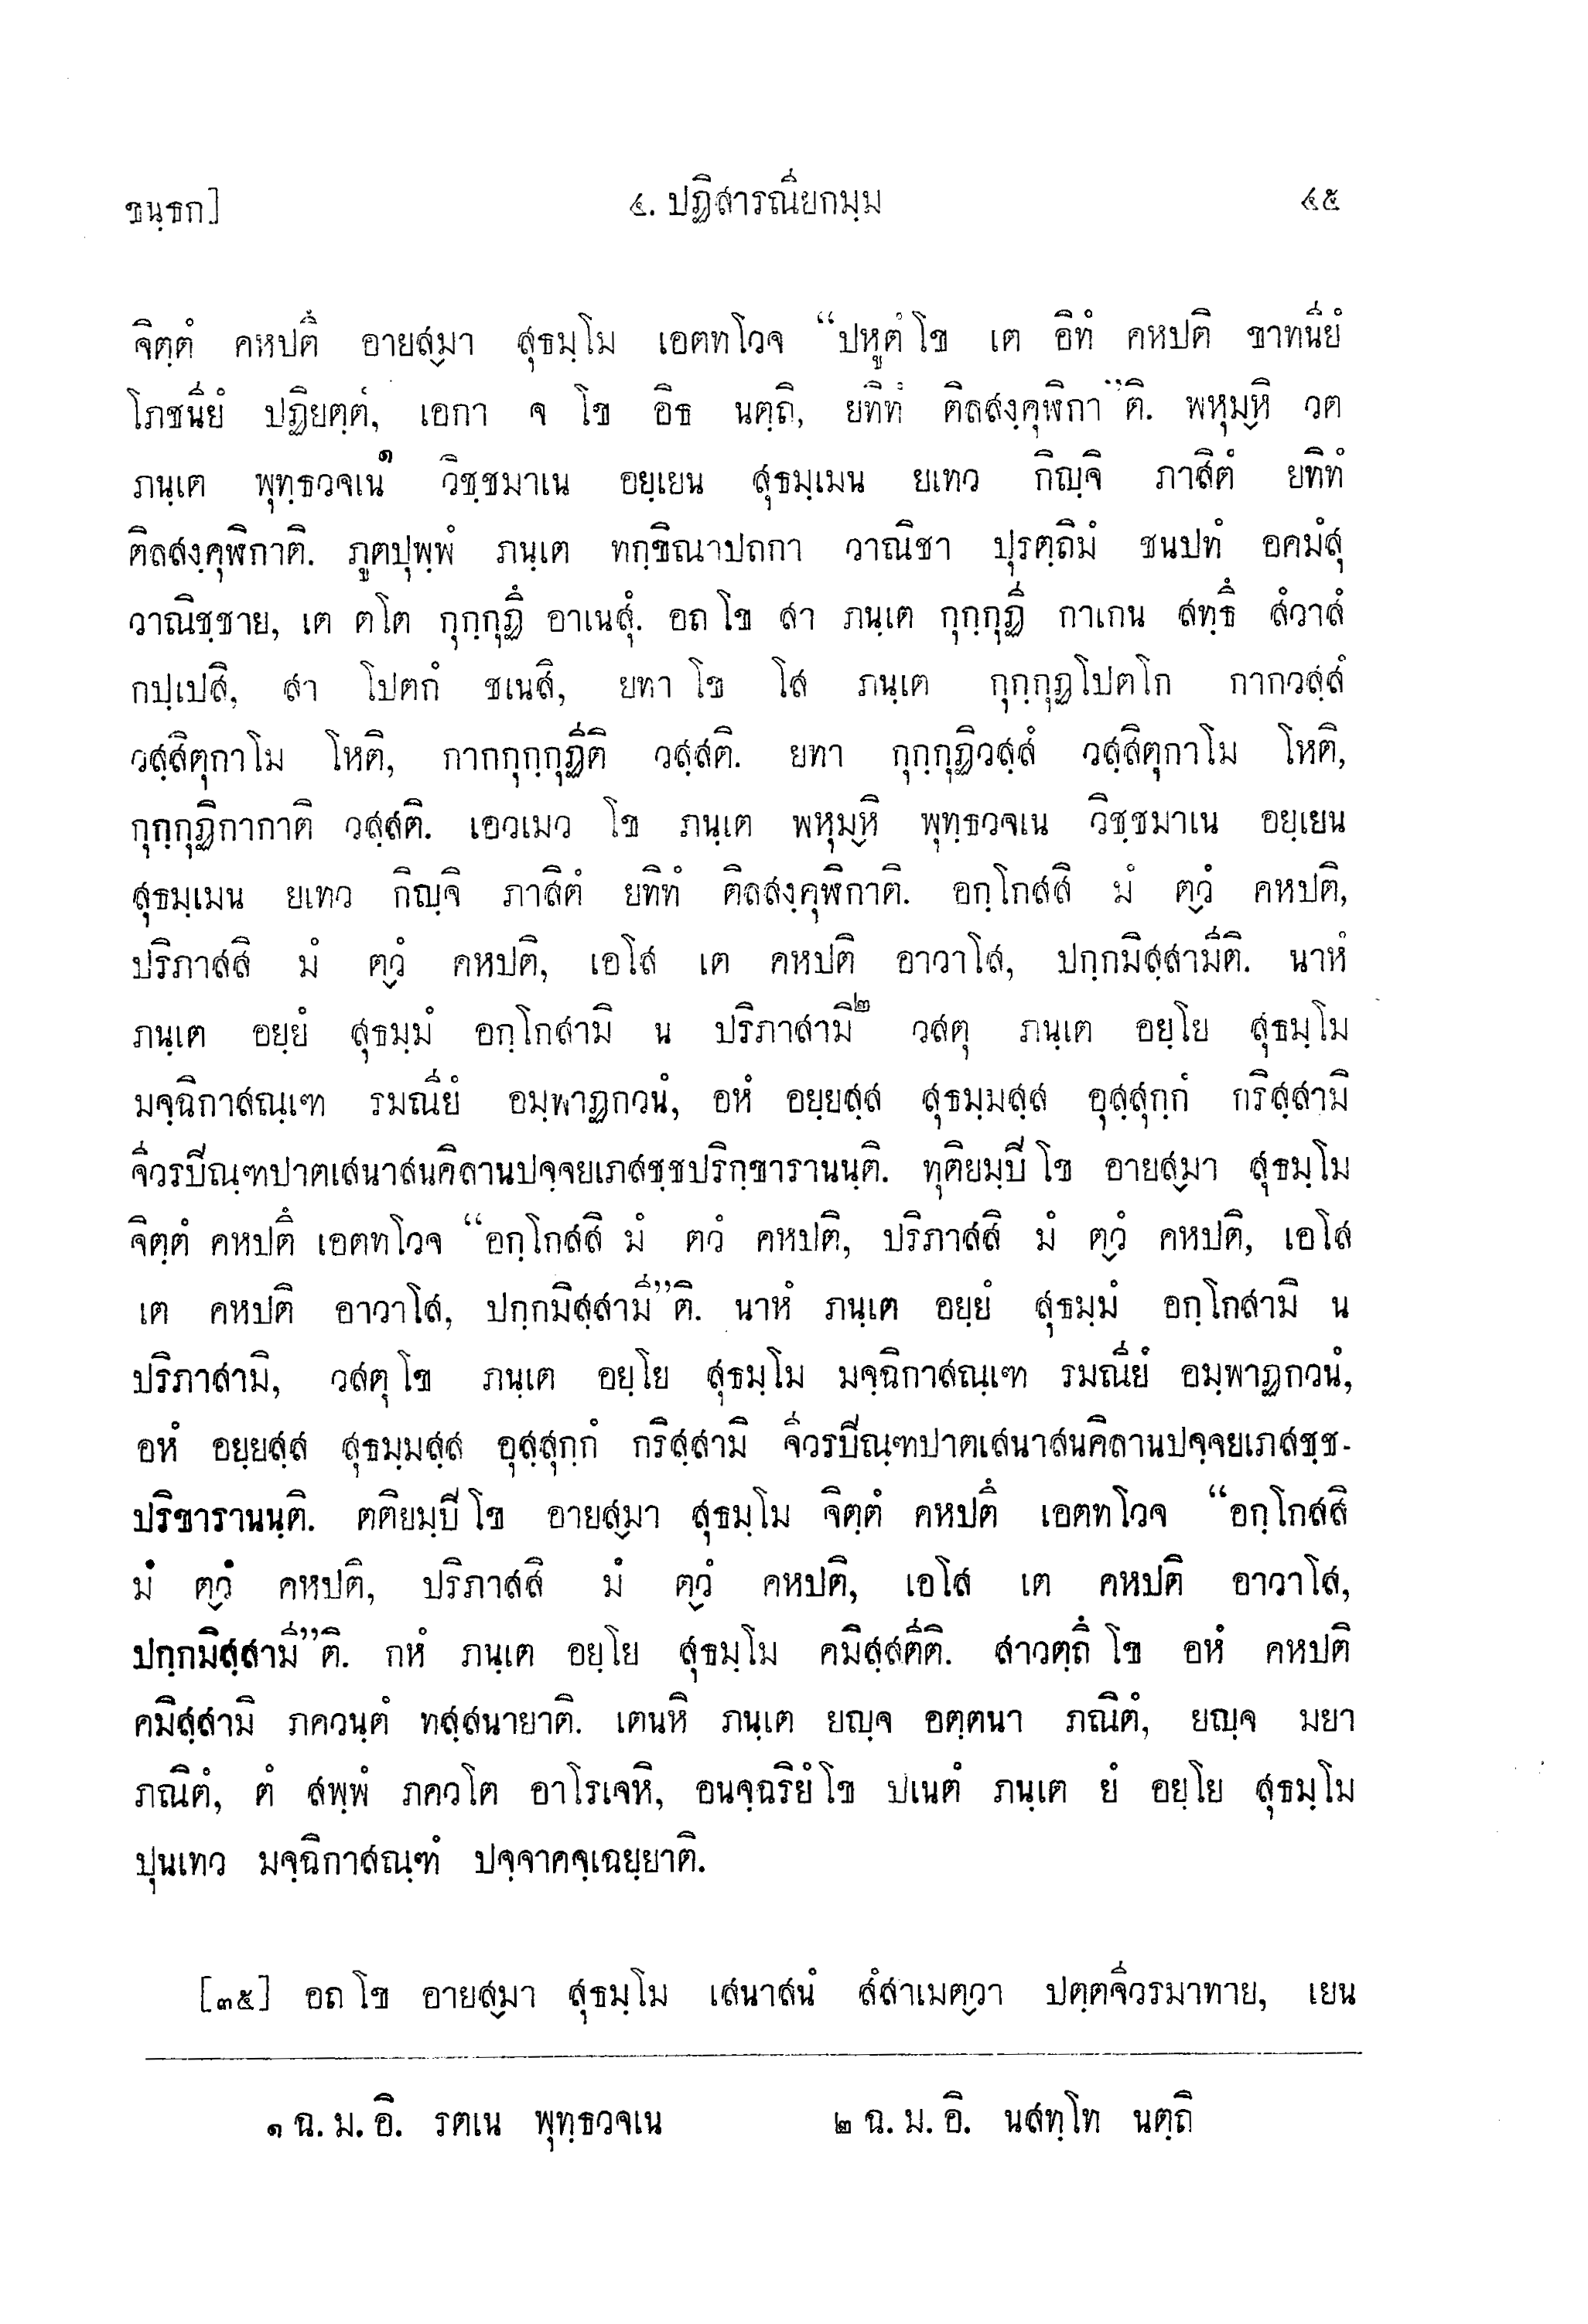 ขนฺธก]
๔. ปฏิสารณียกมฺม
๔๕
จิตฺตํ คหปตึ อายสฺมา สุธมฺโม เอตทโวจ “ปหูตํ โข เต อิทํ คหปติ ขาทนียํ
โภชนียํ ปฏิยตฺตํ, เอกา จ โข อิธ นตฺถิ, ยทิทํ ติลสงฺคุฬิกา”ติ. พหุมฺหิ วต
ภนฺเต พุทฺธวจเน๑ วิชฺชมาเน อยฺเยน สุธมฺเมน ยเทว กิญฺจิ ภาสิตํ ยทิทํ
ติลสงฺคุฬิกาติ. ภูตปุพฺพํ ภนฺเต ทกฺขิณาปถกา วาณิชา ปุรตฺถิมํ ชนปทํ อคมํสุ
วาณิชฺชาย, เต ตโต กุกฺกุฏึ อาเนสุํ. อถ โข สา ภนฺเต กุกฺกุฏี กาเกน สทฺธึ สํวาสํ
กปฺเปสิ, สา โปตกํ ชเนสิ, ยทา โข โส ภนฺเต กุกฺกุฏโปตโก กากวสฺสํ
วสฺสิตุกาโม โหติ, กากกุกฺกุฏีติ วสฺสติ. ยทา กุกฺกุฏิวสฺสํ วสฺสิตุกาโม โหติ,
กุกฺกุฏิกากาติ วสฺสติ. เอวเมว โข ภนฺเต พหุมฺหิ พุทฺธวจเน วิชฺชมาเน อยฺเยน
สุธมฺเมน ยเทว กิญฺจิ ภาสิตํ ยทิทํ ติลสงฺคุฬิกาติ. อกฺโกสสิ มํ ตฺวํ คหปติ,
ปริภาสสิ มํ ตฺวํ คหปติ, เอโส เต คหปติ อาวาโส, ปกฺกมิสฺสามีติ. นาหํ
ภนฺเต อยฺยํ สุธมฺมํ อกฺโกสามิ น ปริภาสามิ๒ วสตุ ภนฺเต อยฺโย สุธมฺโม
มจฺฉิกาสณฺเฑ รมณียํ อมฺพาฏกวนํ, อหํ อยฺยสฺส สุธมฺมสฺส อุสฺสุกฺกํ กริสฺสามิ
จีวรปิณฺฑปาตเสนาสนคิลานปจฺจยเภสชฺชปริกฺขารานนฺติ. ทุติยมฺปิ โข อายสฺมา สุธมฺโม
จิตฺตํ คหปตึ เอตทโวจ “อกฺโกสสิ มํ ตวํ คหปติ, ปริภาสสิ มํ ตฺวํ คหปติ, เอโส
เต คหปติ อาวาโส, ปกฺกมิสฺสามี”ติ. นาหํ ภนฺเต อยฺยํ สุธมฺมํ อกฺโกสามิ น
ปริภาสามิ, วสตุ โข ภนฺเต อยฺโย สุธมฺโม มจฺฉิกาสณฺเฑ รมณียํ อมฺพาฏกวนํ,
อหํ อยฺยสฺส สุธมฺมสฺส อุสฺสุกฺกํ กริสฺสามิ จีวรปิณฺฑปาตเสนาสนคิลานปจฺจยเภสชฺช-
ปริขารานนฺติ. ตติยมฺปิ โข อายสฺมา สุธมฺโม จิตฺตํ คหปตึ เอตทโวจ “อกฺโกสสิ
มํ ตฺวํ คหปติ, ปริภาสสิ มํ ตฺวํ คหปติ, เอโส เต คหปติ อาวาโส,
ปกฺกมิสฺสามี”ติ. กหํ ภนฺเต อยฺโย สุธมฺโม คมิสฺสตีติ. สาวตฺถึ โข อหํ คหปติ
คมิสฺสามิ ภควนฺตํ ทสฺสนายาติ. เตนหิ ภนฺเต ยญฺจ อตฺตนา ภณิตํ, ยญฺจ มยา
ภณิตํ, ตํ สพฺพํ ภควโต อาโรเจหิ, อนจฺฉริยํ โข ปเนตํ ภนฺเต ยํ อยฺโย สุธมฺโม
ปุนเทว มจฺฉิกาสณฺฑํ ปจฺจาคจฺเฉยฺยาติ.
[๓๕] อถ โข อายสฺมา สุธมฺโม เสนาสนํ สํสาเมตฺวา ปตฺตจีวรมาทาย, เยน
๑ ฉ. ม. อิ. รตเน พุทฺธวจเน
๒ ฉ. ม. อิ. นสทฺโท นตฺถิ